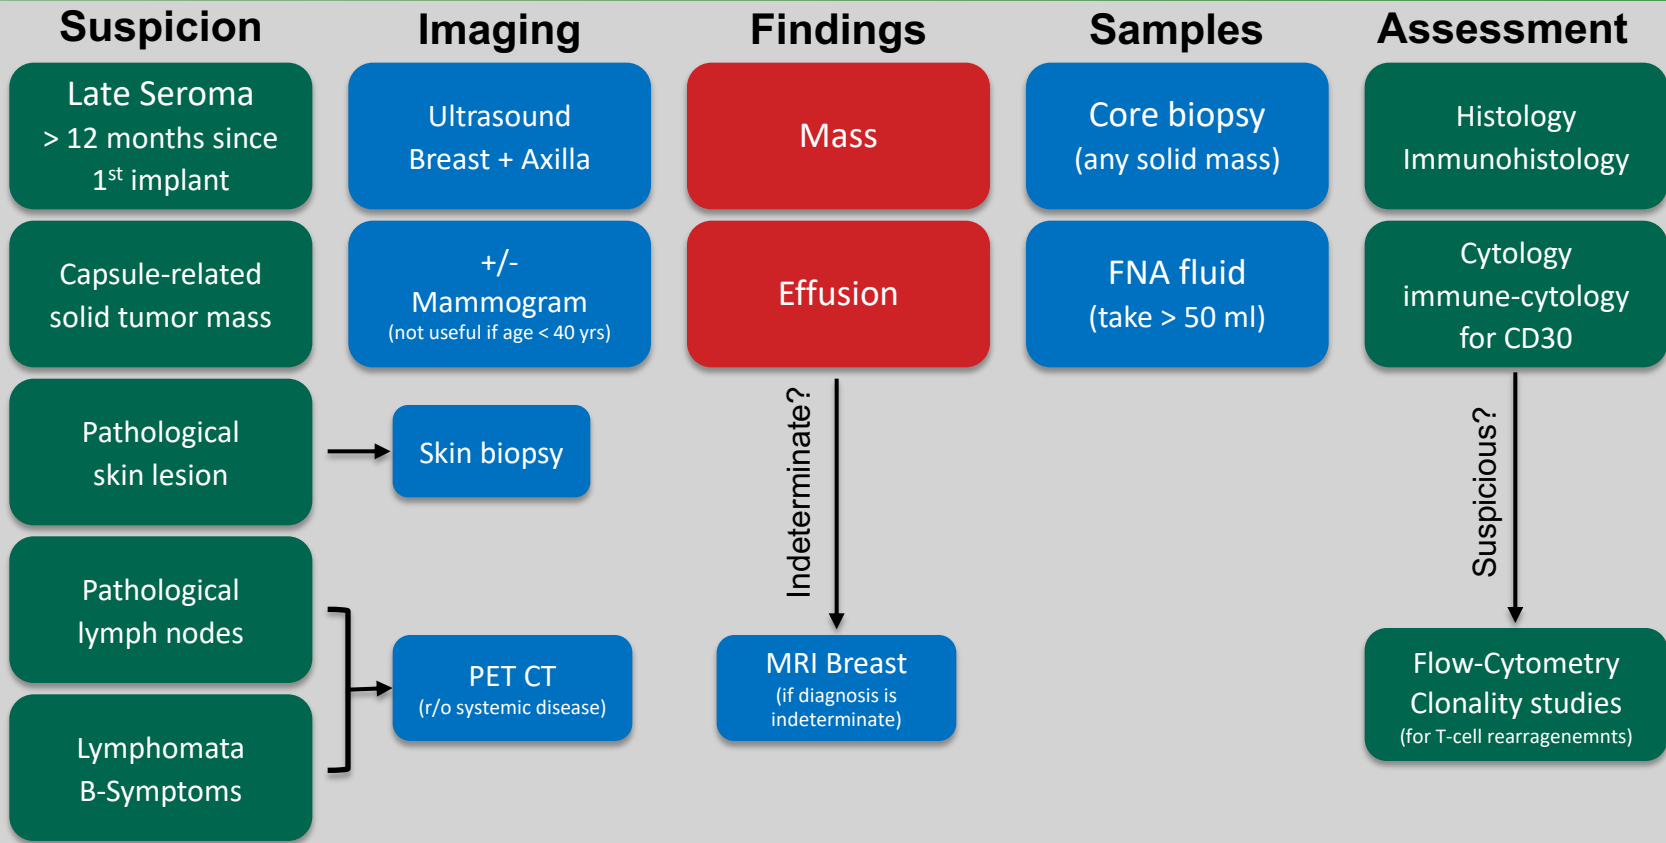 Suspicion
Imaging
Findings
Samples
Assessment
Late Seroma
> 12 months since
1st implant
Ultrasound
Breast + Axilla
Mass
Core biopsy
(any solid mass)
Histology
Immunohistology
Capsule-related
solid tumor mass
+/-
Mammogram
(not useful if age < 40 yrs)
Effusion
FNA fluid
(take > 50 ml)
Cytology
immune-cytology
for CD30
Pathological
skin lesion
Skin biopsy
Indeterminate?
Suspicious?
Pathological
lymph nodes
PET CT
(r/o systemic disease)
MRI Breast
(if diagnosis is
indeterminate)
Flow-Cytometry
Clonality studies
(for T-cell rearragenemnts)
Lymphomata
B-Symptoms